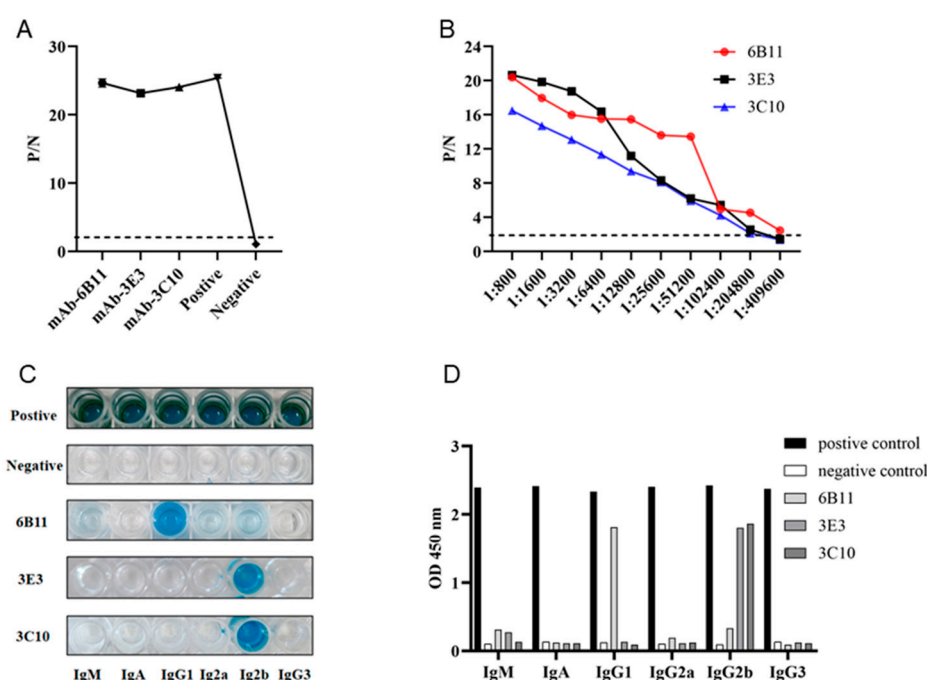 A
30
20
10
0
P/N
mAb-6B11
mAb-3E3
mAb-3C10
Postive
Negative
B
24
20
16
12
8
4
0
P/N
6B11
3E3
3C10
1:800
1:1600
1:3200
1:6400
1:12800
1:25600
1:51200
1:102400
1:204800
1:409600
C
Postive
Negative
6B11
3E3
3C10
IgM IgA IgG1 Ig2a Ig2b IgG3
D
3
2
1
0
OD 450 nm
postive control
negative control
6B11
3E3
3C10
IgM IgA IgG1 IgG2a IgG2b IgG3